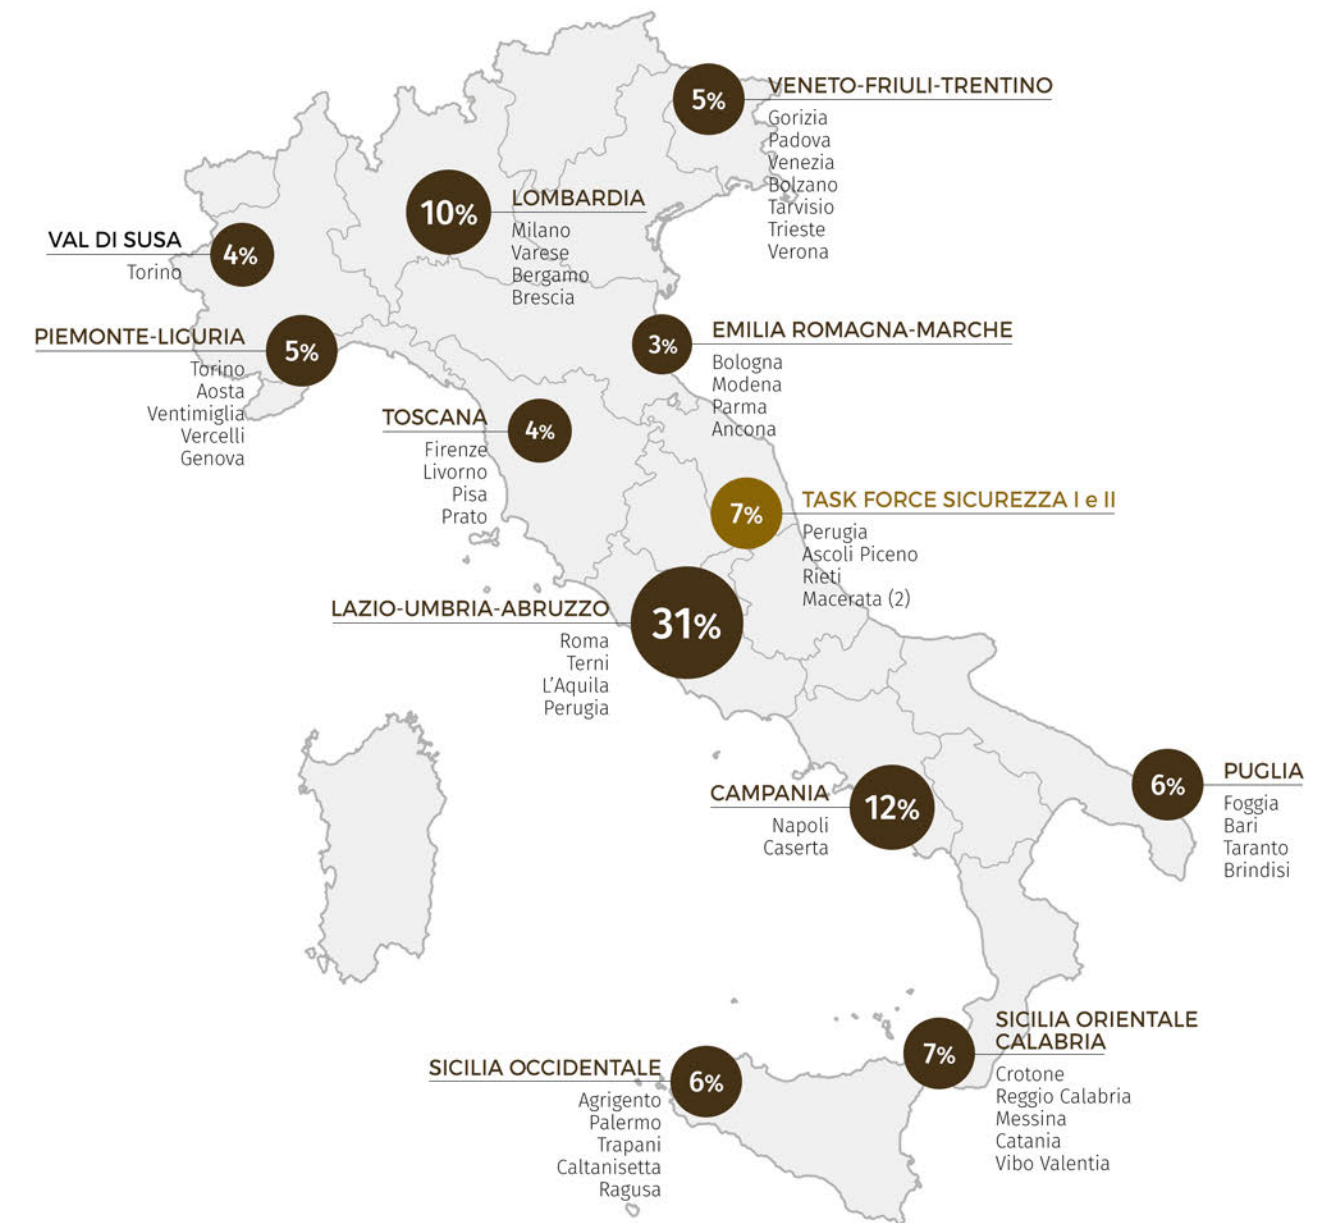 5%
VENETO-FRIULI-TRENTINO
Gorizia
Padova
Venezia
Bolzano
Tarvisio
Trieste
Verona
10%
LOMBARDIA
Milano
Varese
Bergamo
Brescia
VAL DI SUSA
4%
Torino
PIEMONTE-LIGURIA
5%
Torino
Aosta
Ventimiglia
Vercelli
Genova
3%
EMILIA ROMAGNA-MARCHE
Bologna
Modena
Parma
Ancona
TOSCANA
4%
Firenze
Livorno
Pisa
Prato
7%
TASK FORCE SICUREZZA I e II
Perugia
Ascoli Piceno
Rieti
Macerata (2)
LAZIO-UMBRIA-ABRUZZO
31%
Roma
Terni
L'Aquila
Perugia
CAMPANIA
12%
Napoli
Caserta
6%
PUGLIA
Foggia
Bari
Taranto
Brindisi
7%
SICILIA ORIENTALE
CALABRIA
Crotone
Reggio Calabria
Messina
Catania
Vibo Valentia
SICILIA OCCIDENTALE
6%
Agrigento
Palermo
Trapani
Caltanisetta
Ragusa